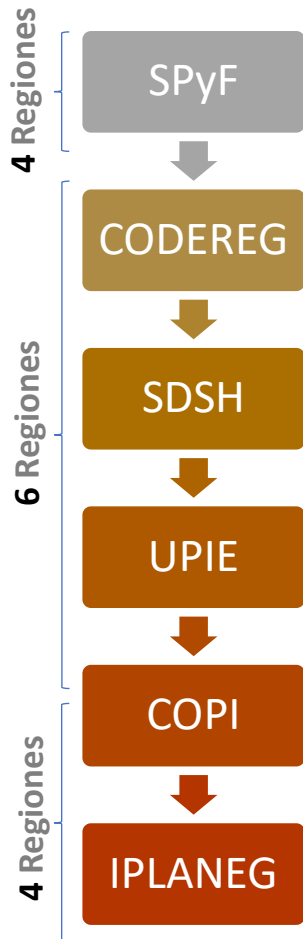 4 Regiones
SPyF
6 Regiones
CODEREG
SDSH
UPIE
COPI
4 Regiones
IPLANEG